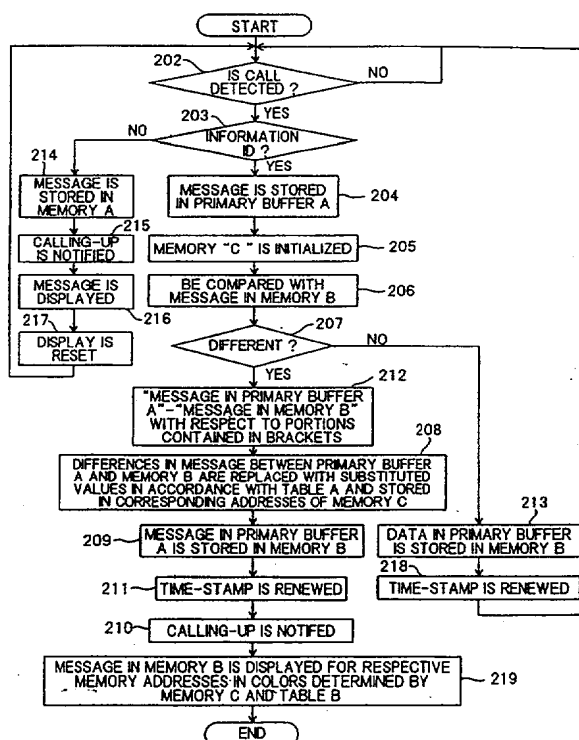 START
202
IS CALL
DETECTED ?
NO
YES
203
INFORMATION
ID ?
NO
YES
214
MESSAGE IS
STORED IN
MEMORY A
215
CALLING-UP
IS NOTIFIED
MESSAGE IS
DISPLAYED
216
217
DISPLAY IS
RESET
MESSAGE IS STORED
IN PRIMARY BUFFER A
204
MEMORY "C" IS INITIALIZED
205
BE COMPARED WITH
MESSAGE IN MEMORY B
206
207
DIFFERENT ?
NO
YES
212
"MESSAGE IN PRIMARY BUFFER
A"-"MESSAGE IN MEMORY B"
WITH RESPECT TO PORTIONS
CONTAINED IN BRACKETS
208
DIFFERENCES IN MESSAGE BETWEEN PRIMARY BUFFER
A AND MEMORY B ARE REPLACED WITH SUBSTITUTED
VALUES IN ACCORDANCE WITH TABLE A AND STORED
IN CORRESPONDING ADDRESSES OF MEMORY C
209
MESSAGE IN PRIMARY BUFFER
A IS STORED IN MEMORY B
213
DATA IN PRIMARY BUFFER
IS STORED IN MEMORY B
211
TIME-STAMP IS RENEWED
218
TIME-STAMP IS RENEWED
210
CALLING-UP IS NOTIFED
MESSAGE IN MEMORY B IS DISPLAYED FOR RESPECTIVE
MEMORY ADDRESSES IN COLORS DETERMINED BY
MEMORY C AND TABLE B
219
END